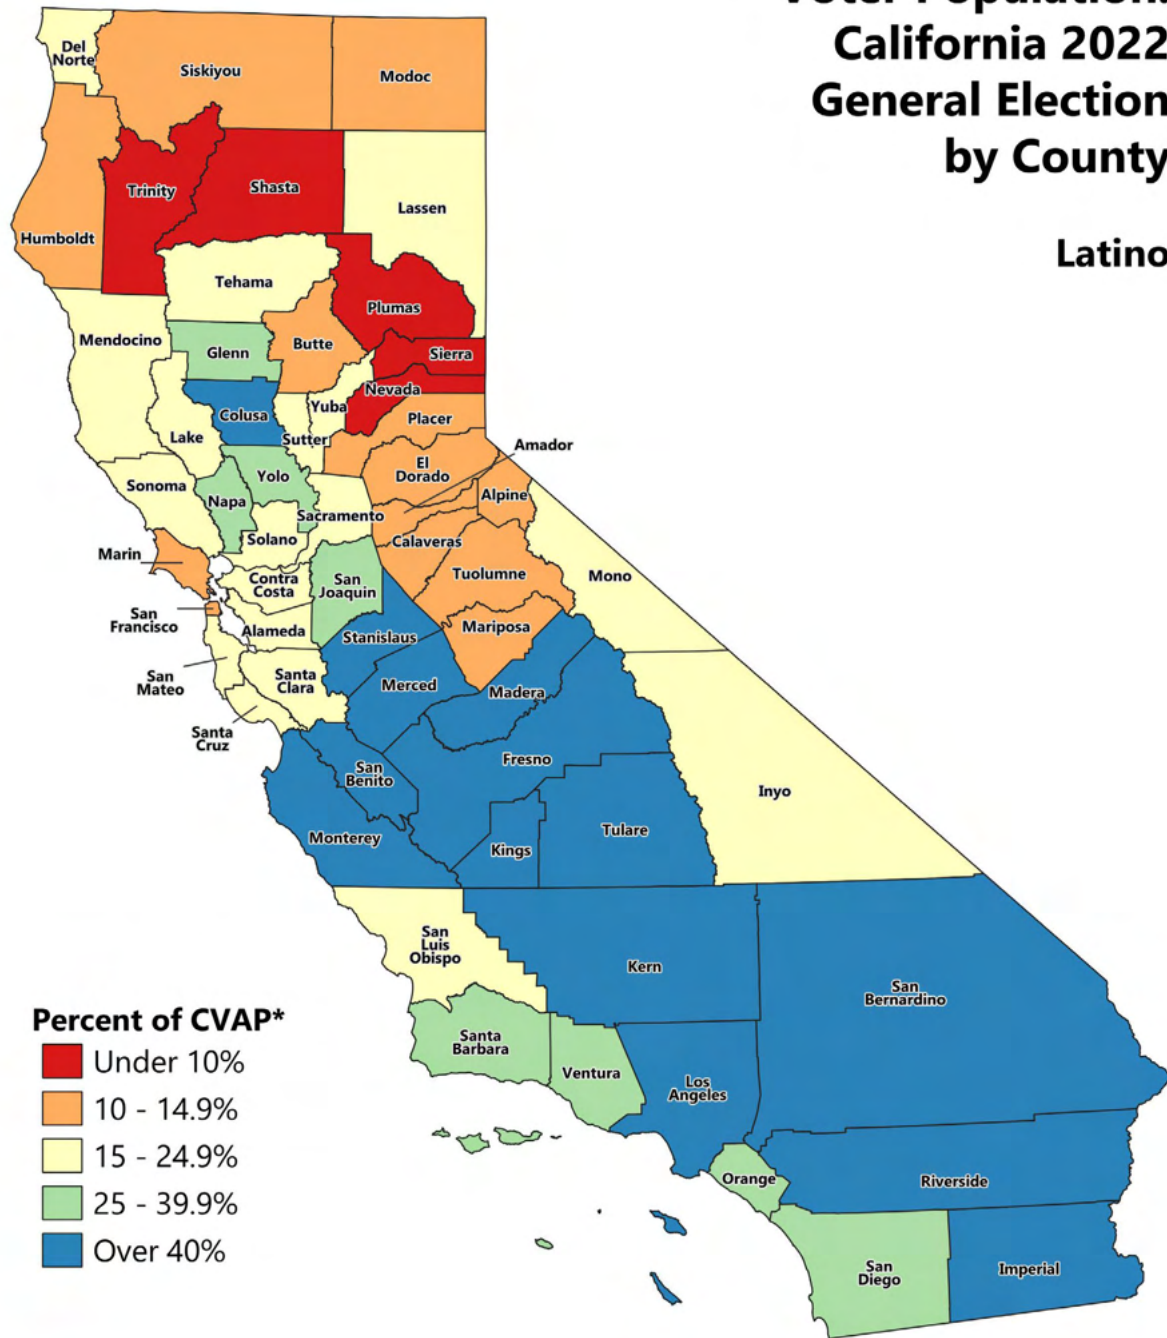 Voter Population:
California 2022
General Election
by County
Latino
Del
Norte
Siskiyou
Modoc
Trinity
Shasta
Lassen
Humboldt
Tehama
Plumas
Mendocino
Glenn
Butte
Sierra
Nevada
Colusa
Yuba
Placer
Lake
Sutter
Amador
El
Dorado
Sonoma
Yolo
Napa
Alpine
Sacramento
Solano
Calaveras
Marin
Contra
Costa
San
Joaquin
Tuolumne
Mono
San
Francisco
Alameda
Stanislaus
Mariposa
San
Mateo
Santa
Clara
Merced
Madera
Santa
Cruz
San
Benito
Fresno
Inyo
Monterey
Kings
Tulare
San
Luis
Obispo
Kern
San
Bernardino
Santa
Barbara
Ventura
Los
Angeles
Orange
Riverside
San
Diego
Imperial
Percent of CVAP*
Under 10%
10 - 14.9%
15 - 24.9%
25 - 39.9%
Over 40%